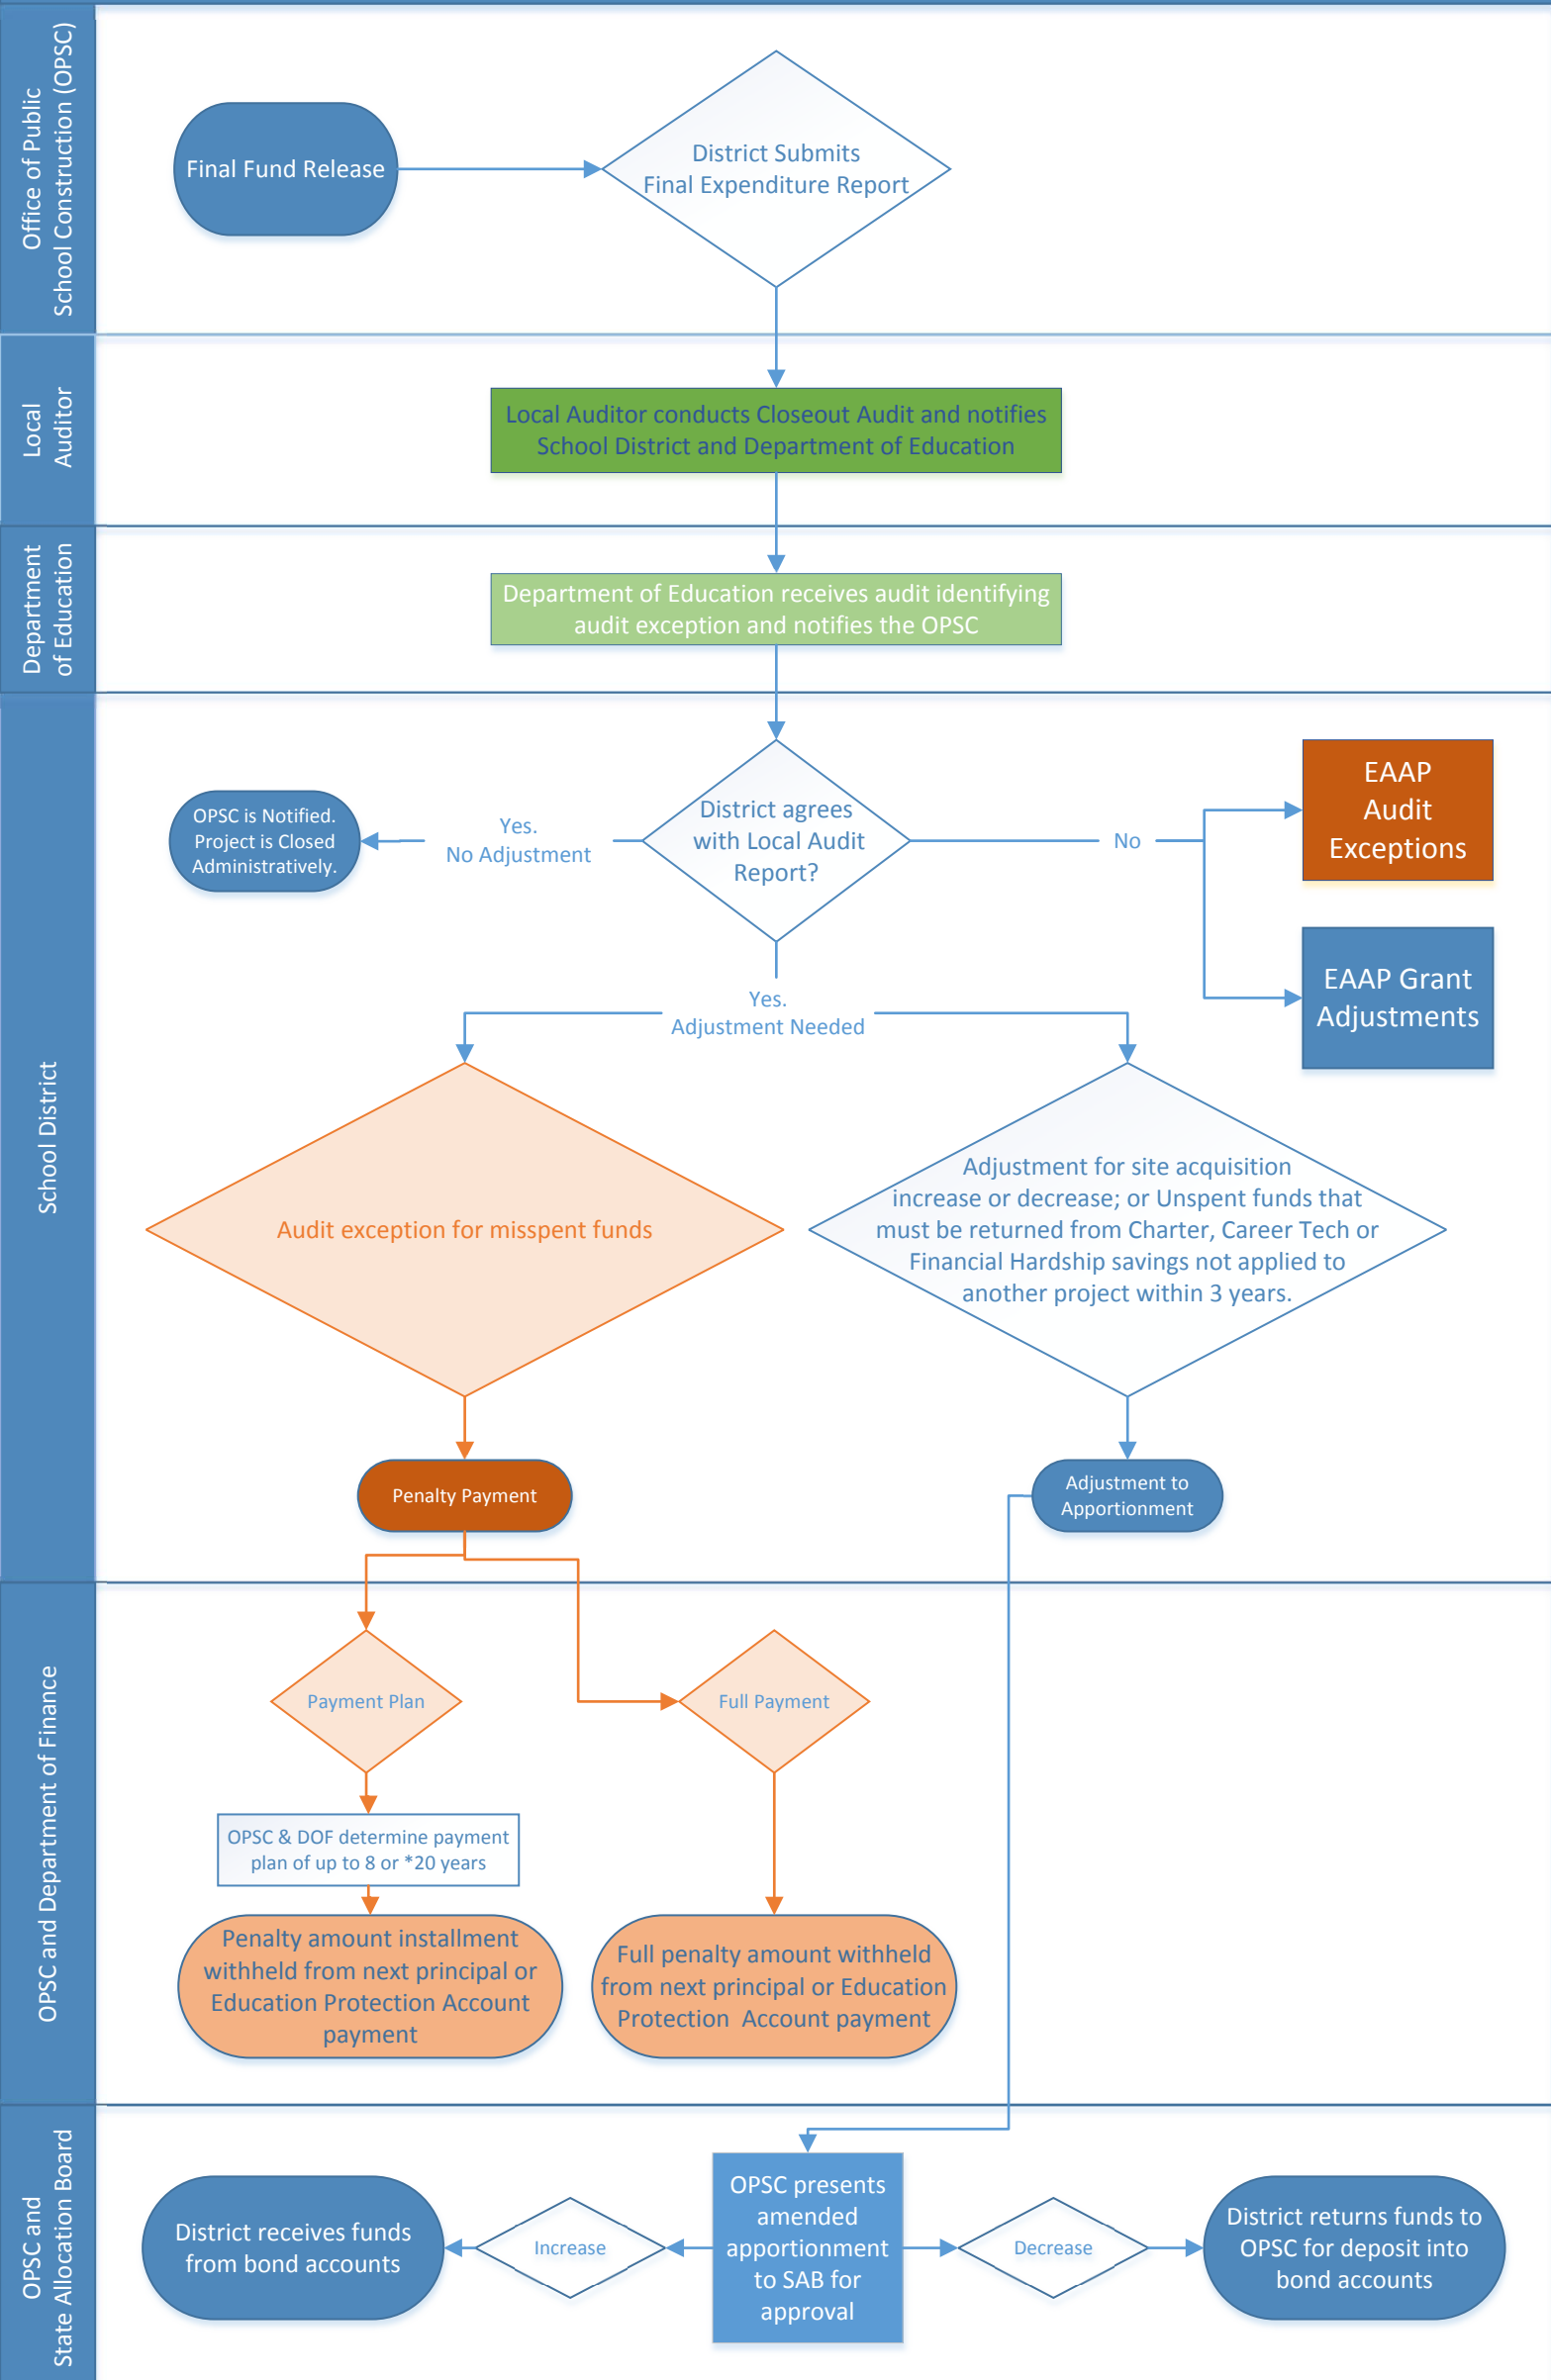 Office of Public
School Construction (OPSC)
Final Fund Release
District Submits
Final Expenditure Report
Local
Auditor
Local Auditor conducts Closeout Audit and notifies
School District and Department of Education
Department
of Education
Department of Education receives audit identifying
audit exception and notifies the OPSC
School District
OPSC is Notified.
Project is Closed
Administratively.
Yes.
No Adjustment
District agrees
with Local Audit
Report?
No
EAAP
Audit
Exceptions
EAAP Grant
Adjustments
Yes.
Adjustment Needed
Audit exception for misspent funds
Adjustment for site acquisition
increase or decrease; or Unspent funds that
must be returned from Charter, Career Tech or
Financial Hardship savings not applied to
another project within 3 years.
Penalty Payment
Adjustment to
Apportionment
OPSC and Department of Finance
Payment Plan
Full Payment
OPSC & DOF determine payment
plan of up to 8 or *20 years
Penalty amount installment
withheld from next principal or
Education Protection Account
payment
Full penalty amount withheld
from next principal or Education
Protection  Account payment
OPSC and
State Allocation Board
District receives funds
from bond accounts
Increase
OPSC presents
amended
apportionment
to SAB for
approval
Decrease
District returns funds to
OPSC for deposit into
bond accounts